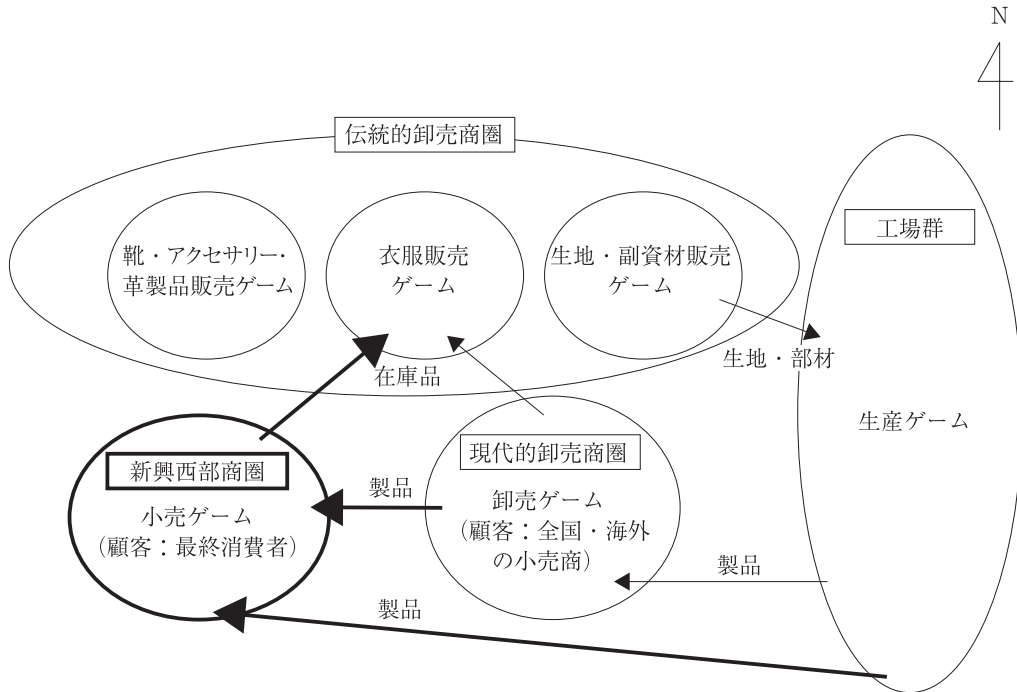 N
伝統的卸売商圏
工場群
靴・アクセサリー・
革製品販売ゲーム
衣服販売
ゲーム
生地・副資材販売
ゲーム
生地・部材
在庫品
生産ゲーム
新興西部商圏
小売ゲーム
(顧客：最終消費者)
製品
現代的卸売商圏
卸売ゲーム
(顧客：全国・海外
の小売商)
製品
製品